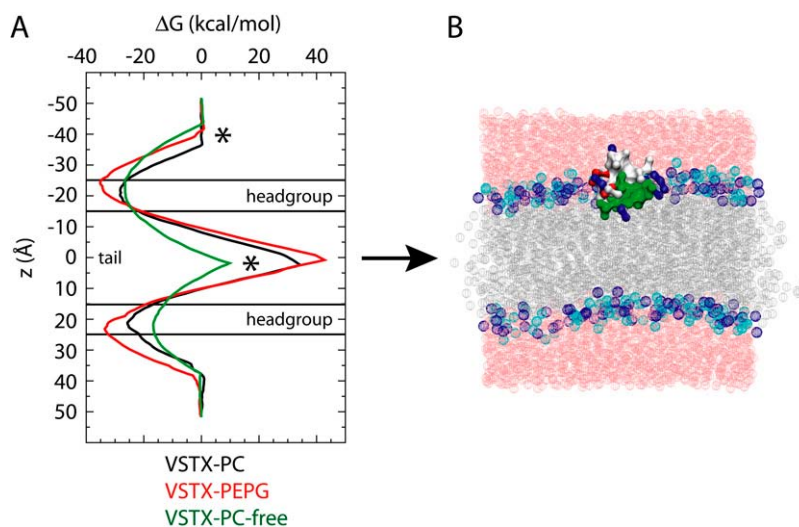 A
B
ΔG (kcal/mol)
-40 -20 0 20 40
-50
-40
*
-30
-20
headgroup
-10
z (Å)
0
tail
*
10
20
headgroup
30
40
50
VSTX-PC
VSTX-PEPG
VSTX-PC-free